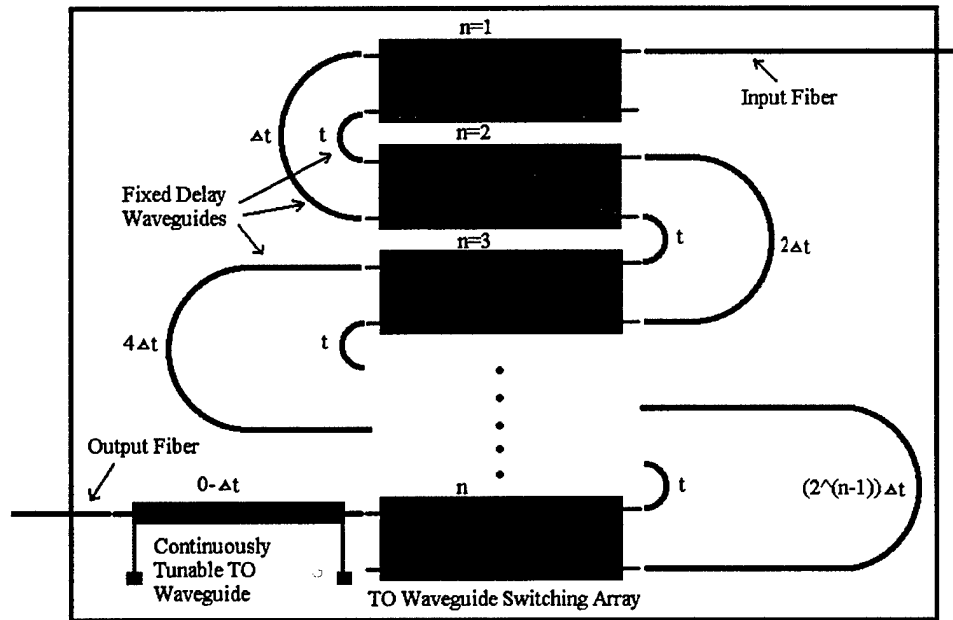 n=1
Input Fiber
Δt
t
n=2
Fixed Delay
Waveguides
n=3
t
2Δt
4Δt
t
Output Fiber
0-Δt
n
t
(2^(n-1))Δt
Continuously
Tunable TO
Waveguide
TO Waveguide Switching Array